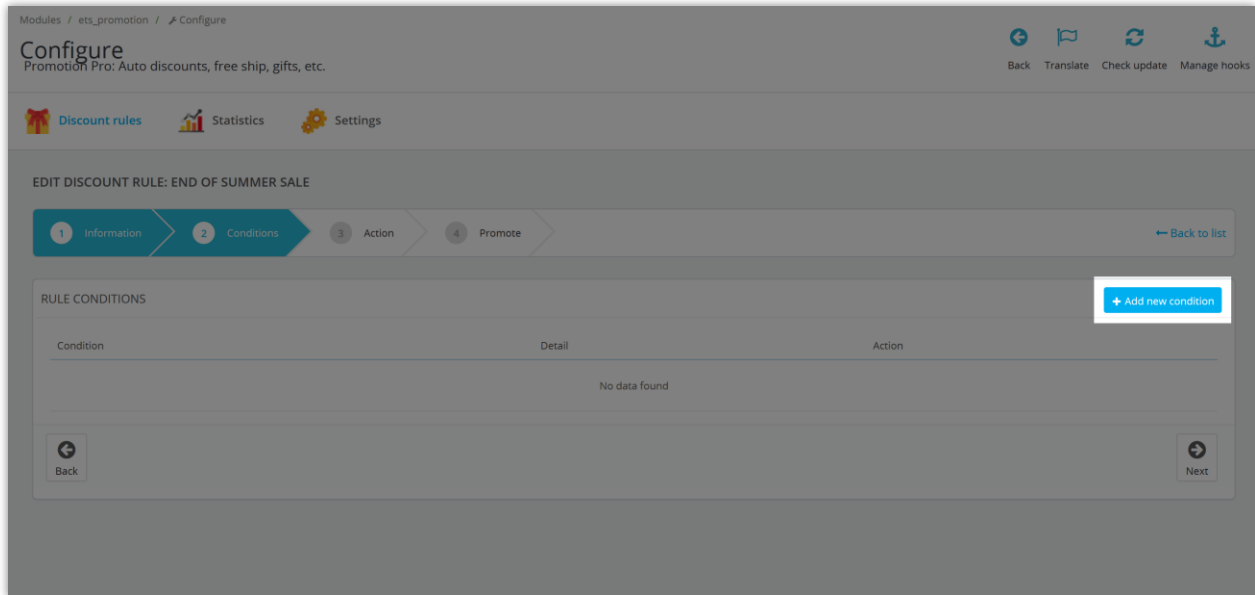 Modules / ets_promotion / Configure
Configure
Promotion Pro: Auto discounts, free ship, gifts, etc.
Back Translate Check update Manage hooks
Discount rules Statistics Settings
EDIT DISCOUNT RULE: END OF SUMMER SALE
1 Information 2 Conditions 3 Action 4 Promote Back to list
RULE CONDITIONS + Add new condition
Condition Detail Action
No data found
Back Next